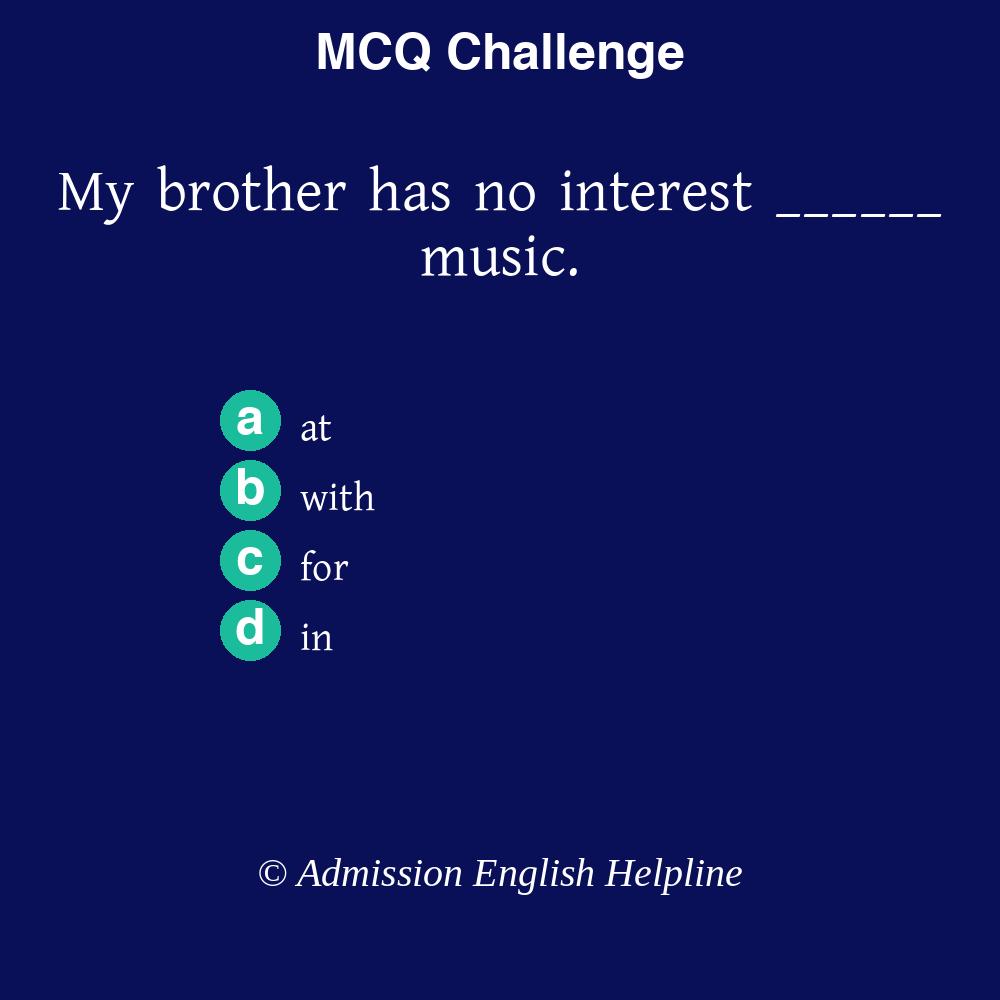 MCQ Challenge
My brother has no interest ______
music.
a at
b with
c for
d in
© Admission English Helpline